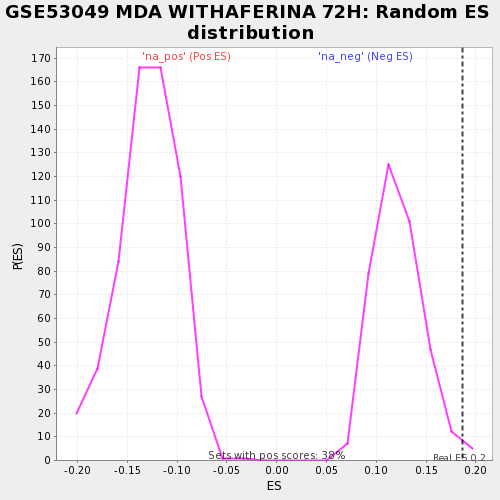 GSE53049 MDA WITHAFERINA 72H: Random ES
distribution
'na_pos' (Pos ES)
'na_neg' (Neg ES)
170
160
150
140
130
120
110
100
90
80
70
60
50
40
30
20
10
0
P(ES)
Sets with pos scores: 38%
Real ES 0.2
-0.20 -0.15 -0.10 -0.05 0.00 0.05 0.10 0.15 0.20
ES